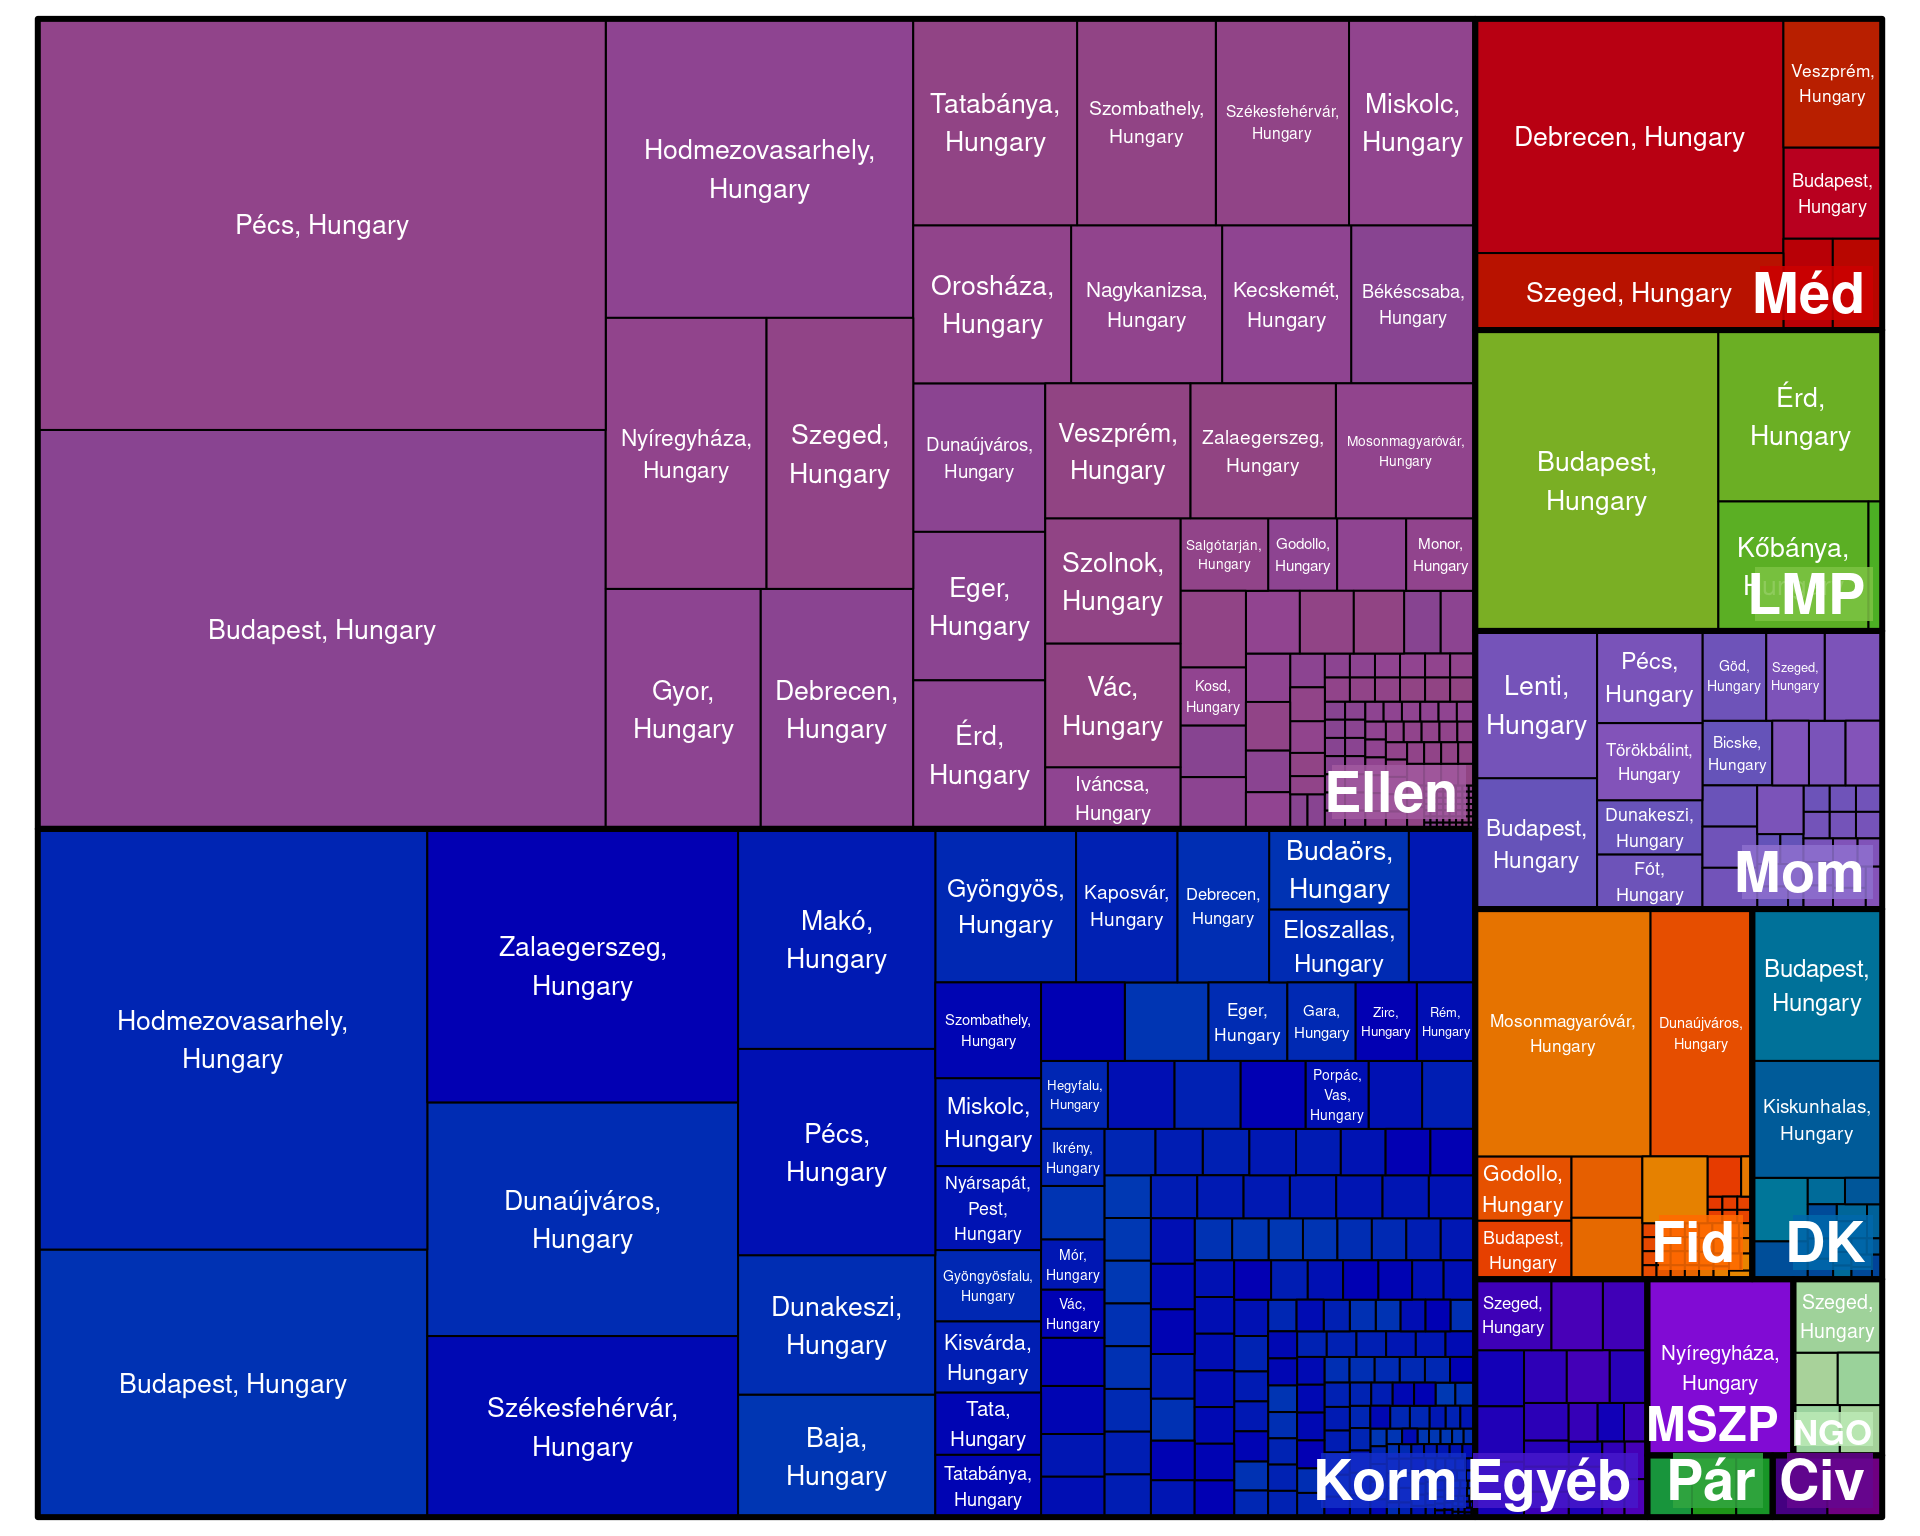 Pécs, Hungary
Budapest, Hungary
Hodmezovasarhely,
Hungary
Nyíregyháza,
Hungary
Szeged,
Hungary
Gyor,
Hungary
Debrecen,
Hungary
Tatabánya,
Hungary
Szombathely,
Hungary
Székesfehérvár,
Hungary
Miskolc,
Hungary
Orosháza,
Hungary
Nagykanizsa,
Hungary
Kecskemét,
Hungary
Békéscsaba,
Hungary
Dunaújváros,
Hungary
Eger,
Hungary
Érd,
Hungary
Veszprém,
Hungary
Zalaegerszeg,
Hungary
Mosonmagyaróvár,
Hungary
Szolnok,
Hungary
Vác,
Hungary
Iváncsa,
Hungary
Salgótarján,
Hungary
Godollo,
Hungary
Monor,
Hungary
Kosd,
Hungary
Ellen
Hodmezovasarhely,
Hungary
Budapest, Hungary
Zalaegerszeg,
Hungary
Dunaújváros,
Hungary
Székesfehérvár,
Hungary
Makó,
Hungary
Pécs,
Hungary
Dunakeszi,
Hungary
Baja,
Hungary
Gyöngyös,
Hungary
Kaposvár,
Hungary
Debrecen,
Hungary
Budaörs,
Hungary
Eloszallas,
Hungary
Szombathely,
Hungary
Miskolc,
Hungary
Nyársapát,
Pest,
Hungary
Gyöngyösfalu,
Hungary
Kisvárda,
Hungary
Tata,
Hungary
Tatabánya,
Hungary
Eger,
Hungary
Gara,
Hungary
Zirc,
Hungary
Rém,
Hungary
Hegyfalu,
Hungary
Porpác,
Vas,
Hungary
Ikrény,
Hungary
Mór,
Hungary
Vác,
Hungary
Korm
Debrecen, Hungary
Szeged, Hungary
Veszprém,
Hungary
Budapest,
Hungary
Méd
Budapest,
Hungary
Érd,
Hungary
Kőbánya,
Hungary
LMP
Lenti,
Hungary
Budapest,
Hungary
Pécs,
Hungary
Törökbálint,
Hungary
Dunakeszi,
Hungary
Fót,
Hungary
Göd,
Hungary
Szeged,
Hungary
Bicske,
Hungary
Mom
Mosonmagyaróvár,
Hungary
Dunaújváros,
Hungary
Godollo,
Hungary
Budapest,
Hungary
Fid
Budapest,
Hungary
Kiskunhalas,
Hungary
DK
Szeged,
Hungary
Egyéb
Nyíregyháza,
Hungary
MSZP
Szeged,
Hungary
NGO
Pár
Civ